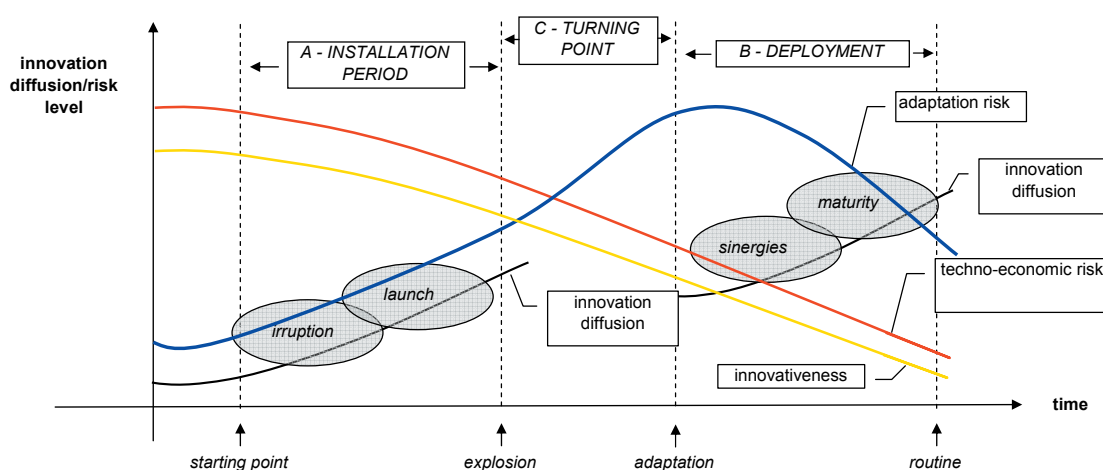 innovation
diffusion/risk
level
A - INSTALLATION
PERIOD
C - TURNING
POINT
B - DEPLOYMENT
adaptation risk
innovation
diffusion
maturity
sinergies
techno-economic risk
launch
irruption
innovation
diffusion
innovativeness
time
starting point
explosion
adaptation
routine